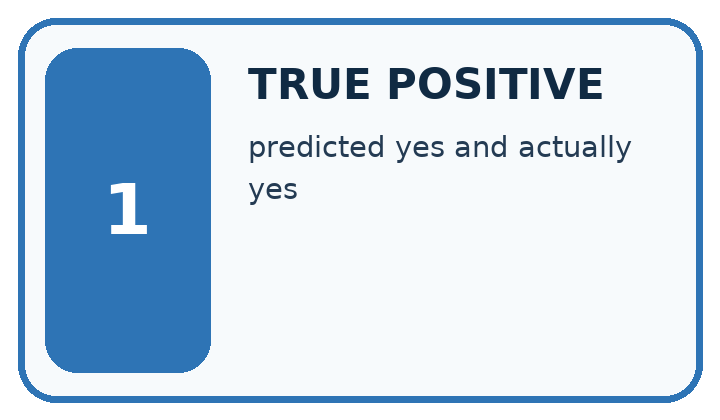 1
TRUE POSITIVE
predicted yes and actually
yes